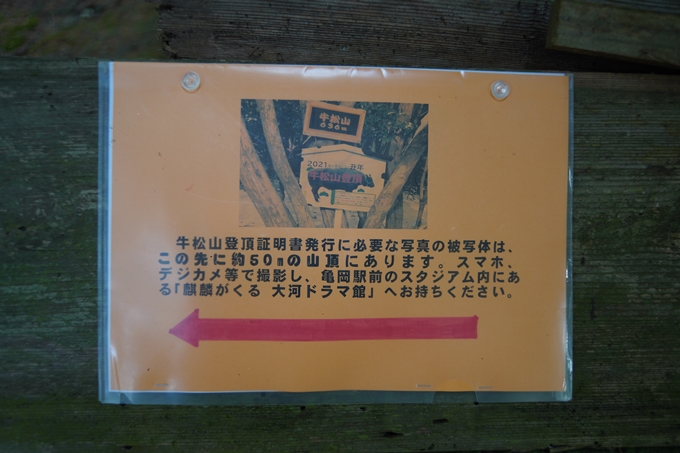 牛松山
636m
2021
年
牛松山登頂
牛松山登頂証明書発行に必要な写真の被写体は、
この先に約50mの山頂にあります。スマホ、
デジカメ等で撮影し、亀岡駅前のスタジアム内にあ
る「麒麟がくる 大河ドラマ館」へお持ちください。